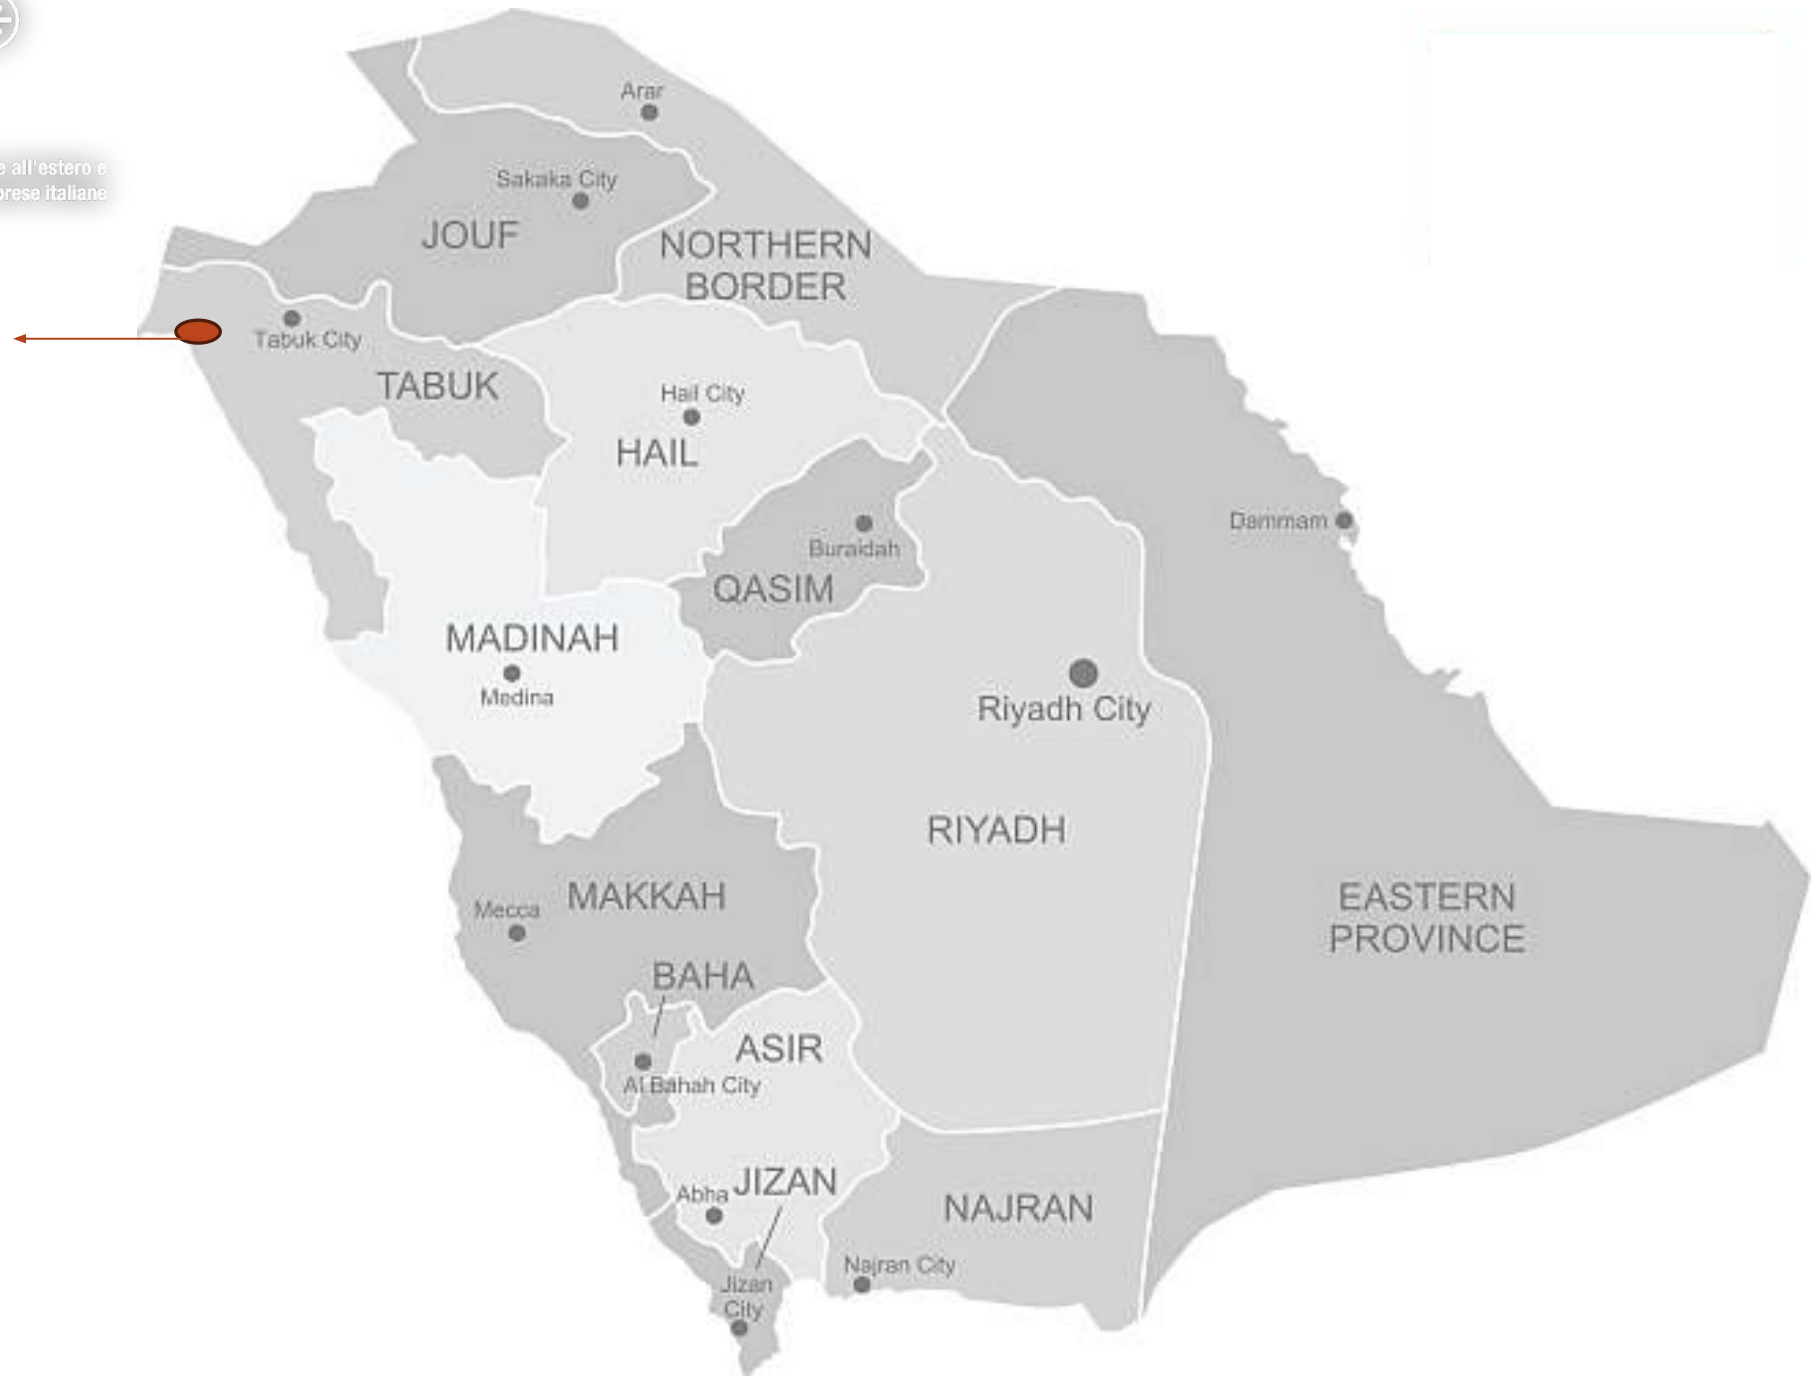 Arar
e all'estero e
prese italiane
Sakaka City
JOUF
NORTHERN
BORDER
Tabuk City
TABUK
Hail City
HAIL
Dammam
Buraidah
QASIM
MADINAH
Medina
Riyadh City
RIYADH
MAKKAH
Mecca
EASTERN
PROVINCE
BAHA
ASIR
Al Bahah City
JIZAN
Abha
NAJRAN
Najran City
Jizan
City